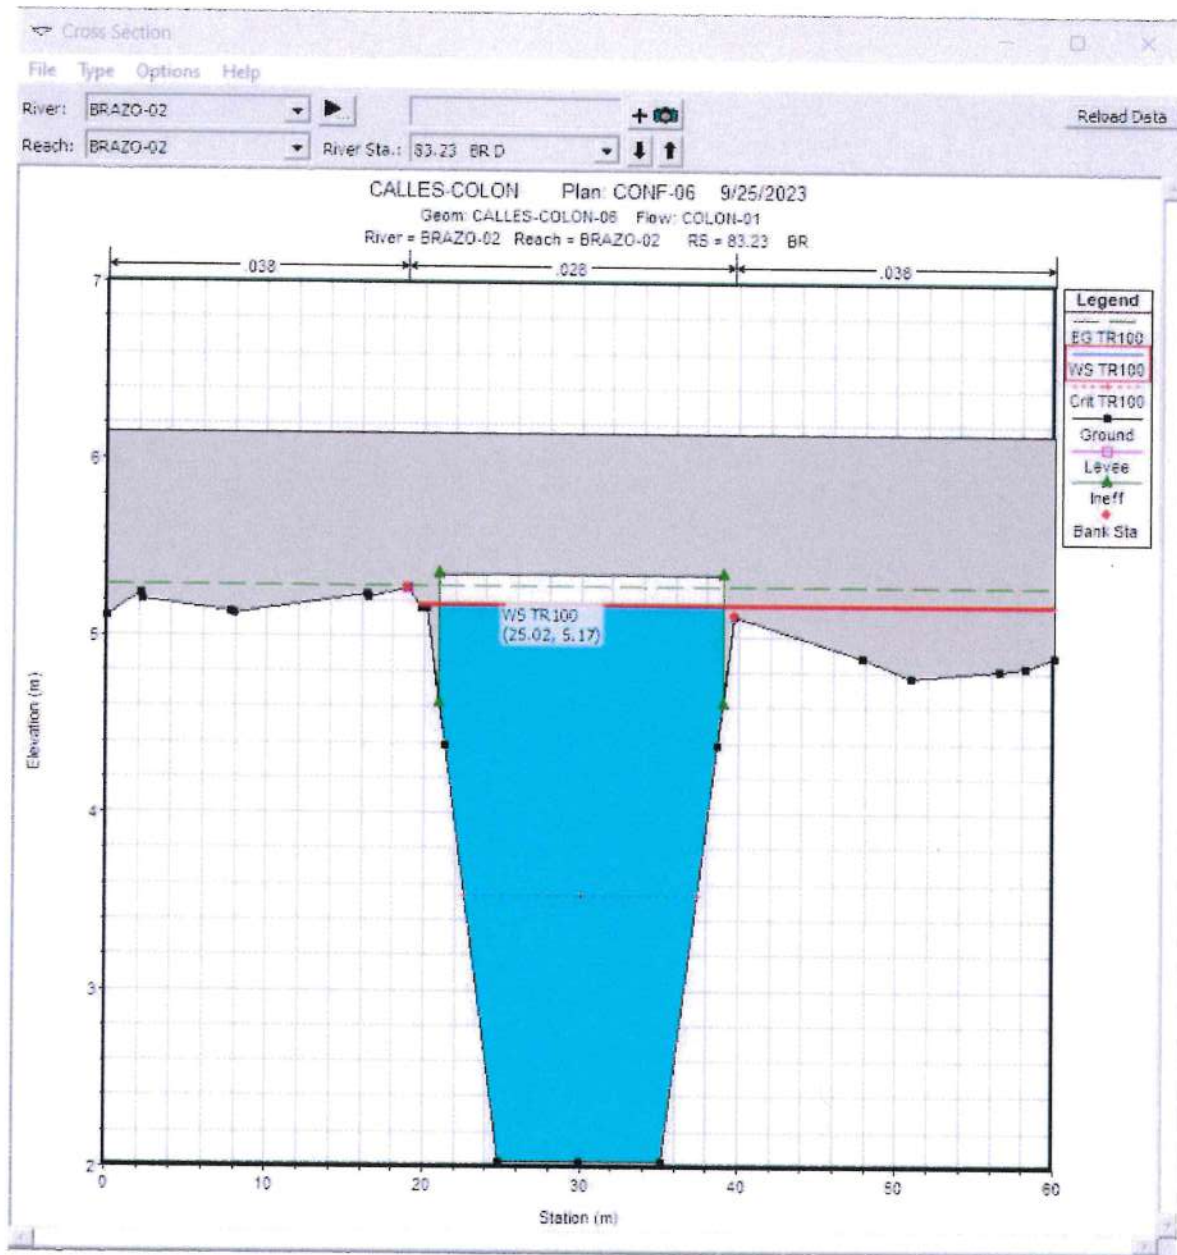 Cross Section
File Type Options Help
River: BRAZO-02
Reload Data
Reach: BRAZO-02 River Sta.: 83.23 BR D
CALLES-COLON Plan: CONF-06 9/25/2023
Geom: CALLES-COLON-06 Flow: COLON-01
River = BRAZO-02 Reach = BRAZO-02 RS = 83.23 BR
.038 .028 .038
Legend
EG TR100
WS TR100
Crit TR100
Ground
Levee
Ineff
Bank Sta
7
6
5
4
3
2
WS TR100
(25.02, 5.17)
Elevation (m)
0 10 20 30 40 50 60
Station (m)